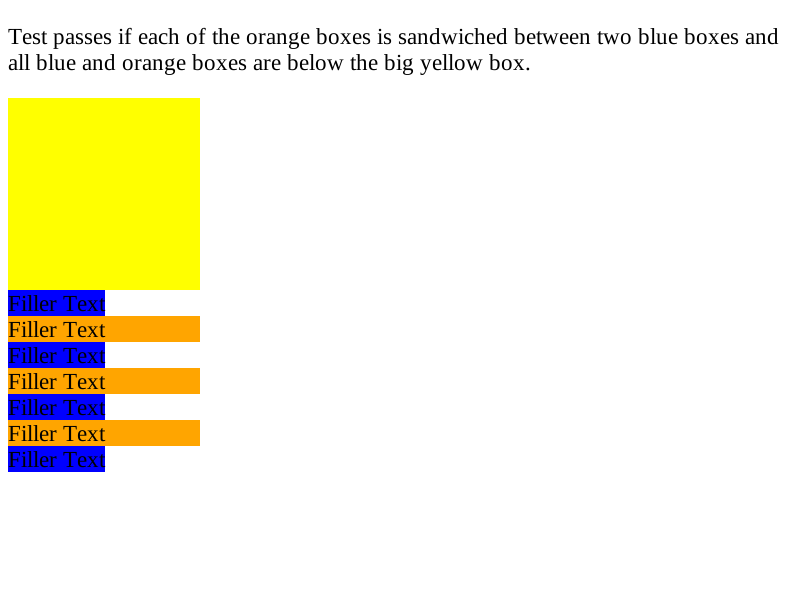 Test passes if each of the orange boxes is sandwiched between two blue boxes and
all blue and orange boxes are below the big yellow box.
Filler Text
Filler Text
Filler Text
Filler Text
Filler Text
Filler Text
Filler Text